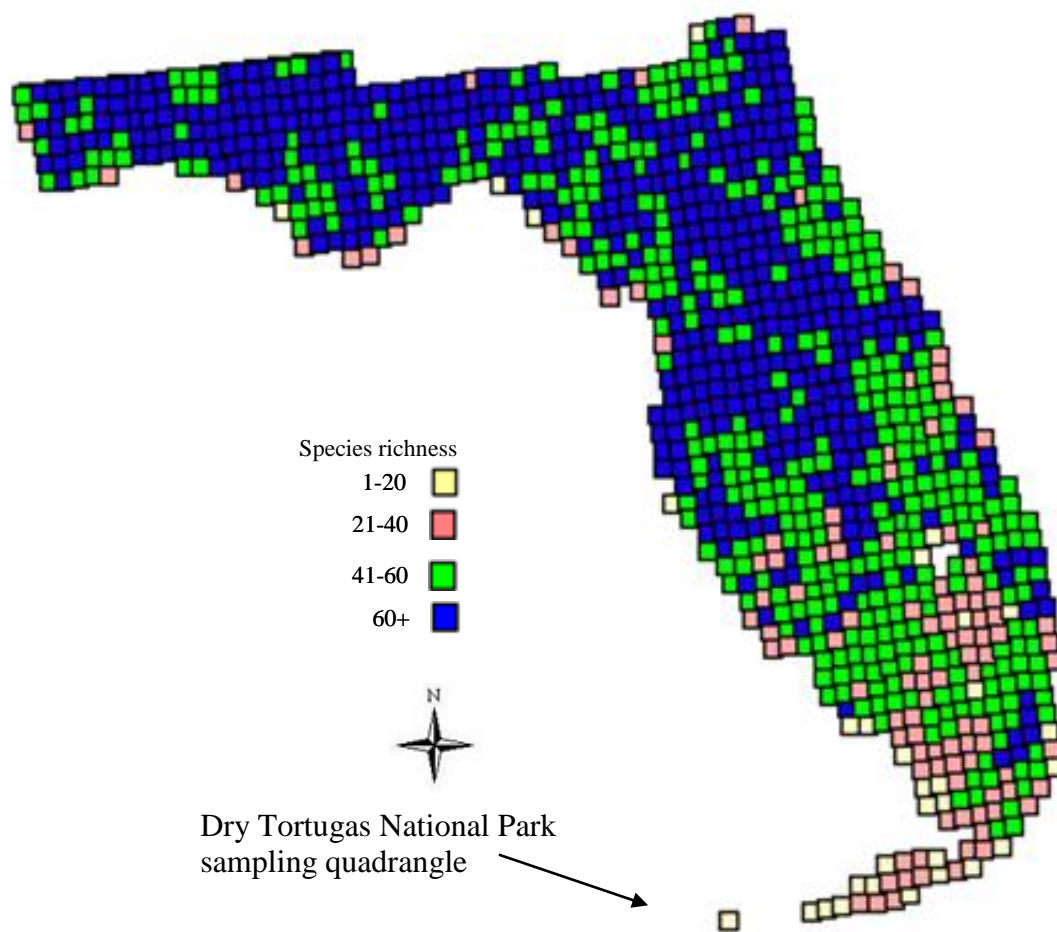 Species richness
1-20
21-40
41-60
60+
N
Dry Tortugas National Park
sampling quadrangle